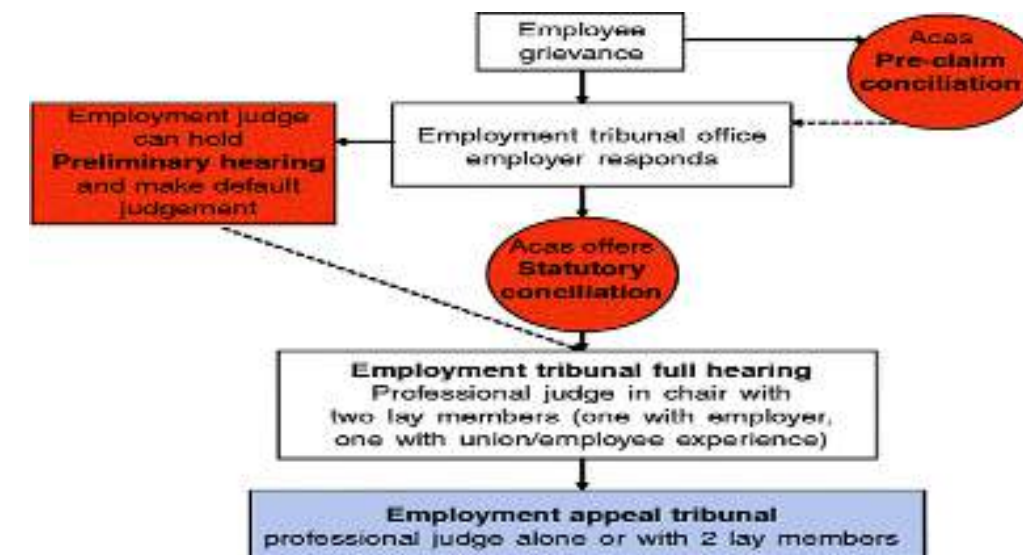 Employee
grievance
Acas
Pre-claim
conciliation
Employment tribunal office
employer responds
Employment judge
can hold
Preliminary hearing
and make default
judgement
Acas offers
Statutory
conciliation
Employment tribunal full hearing
Professional judge in chair with
two lay members (one with employer,
one with union/employee experience)
Employment appeal tribunal
professional judge alone or with 2 lay members